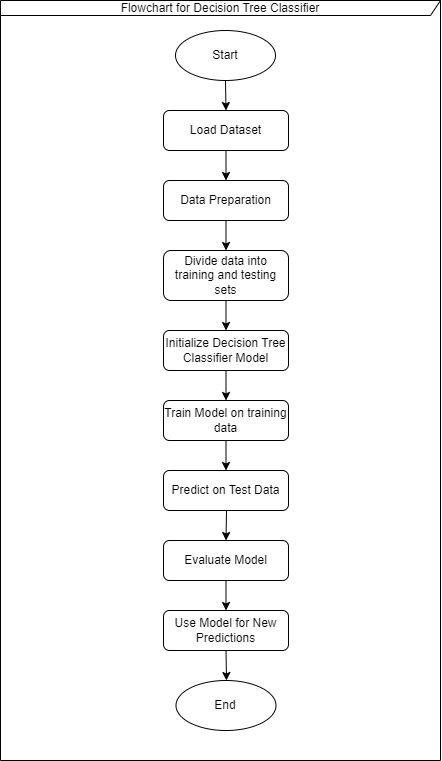 Flowchart for Decision Tree Classifier
Start
Load Dataset
Data Preparation
Divide data into
training and testing
sets
Initialize Decision Tree
Classifier Model
Train Model on training
data
Predict on Test Data
Evaluate Model
Use Model for New
Predictions
End